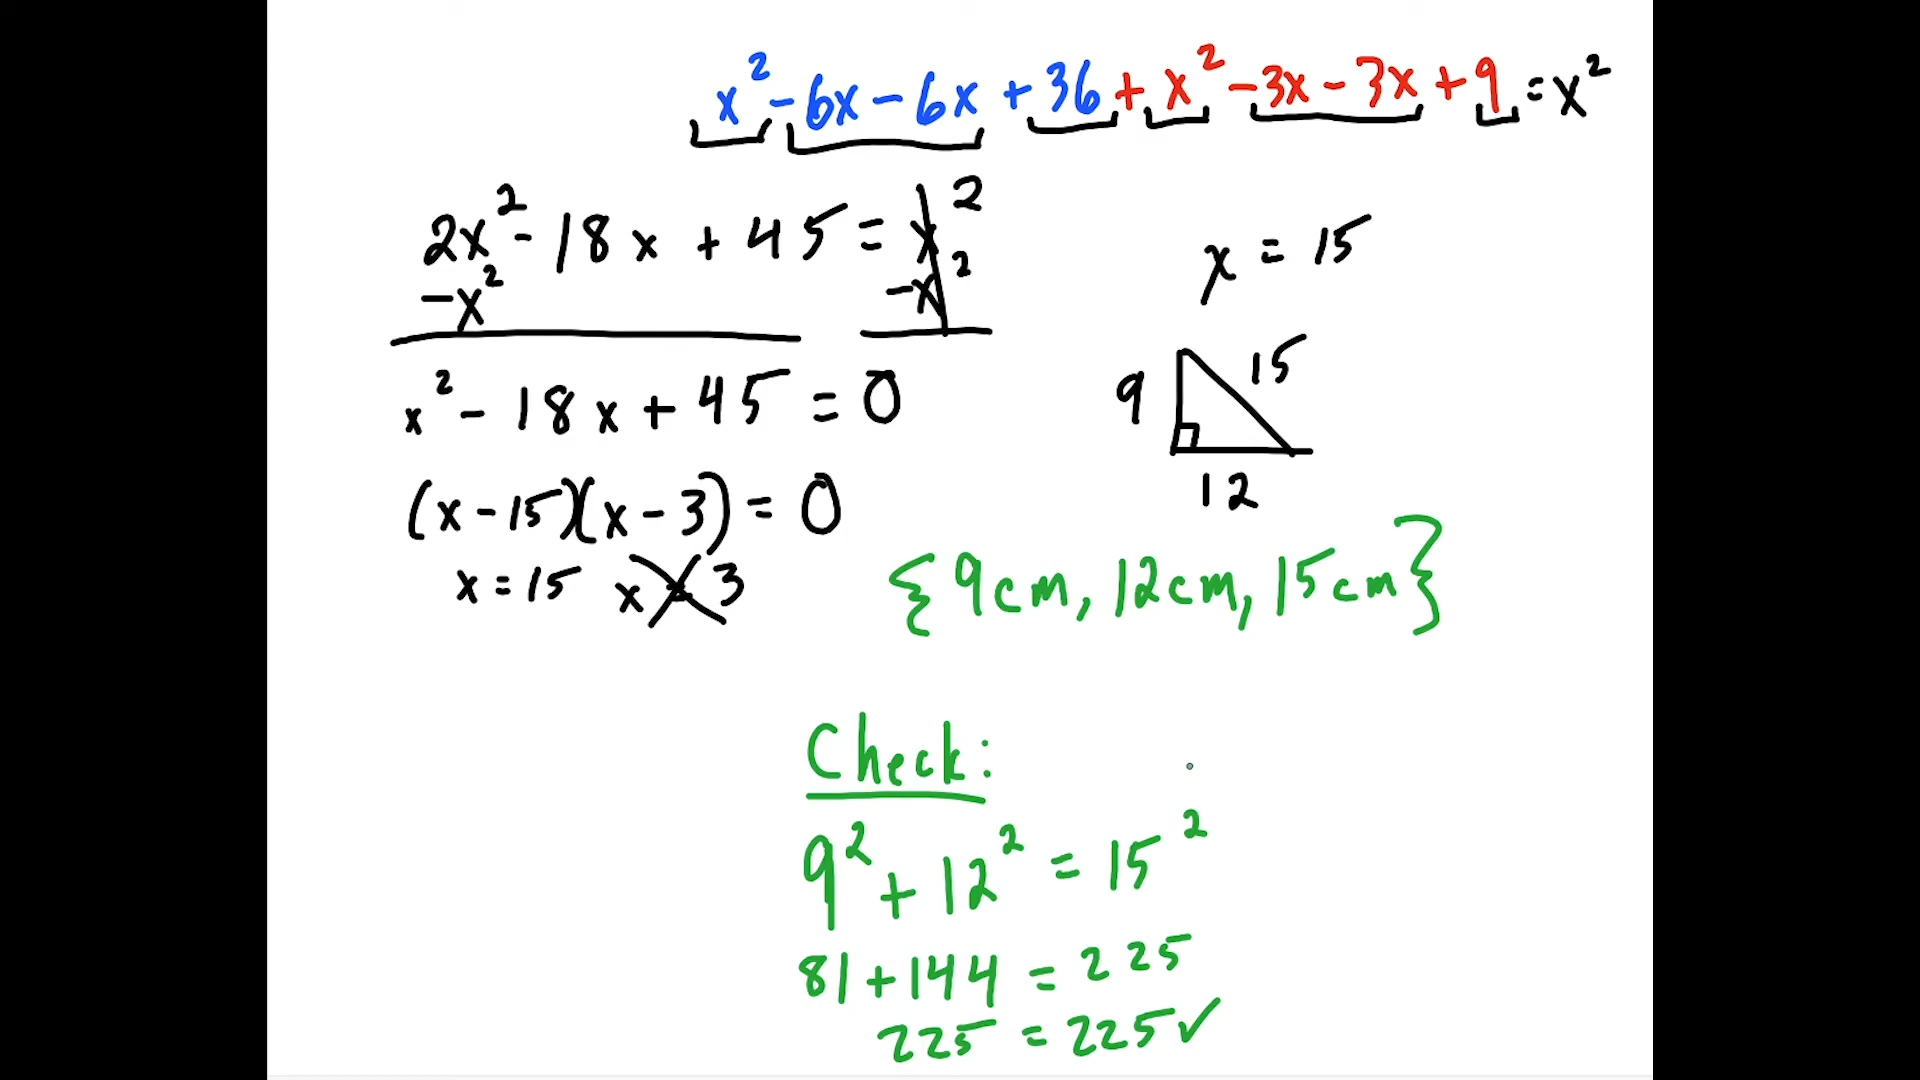 x² - 6x - 6x + 36 + x² - 3x - 3x + 9 = x²
2x² - 18x + 45 = x²
-x² -x²
x² - 18x + 45 = 0
(x - 15)(x - 3) = 0
x = 15 x = 3
x = 15
9 15
12
{9cm, 12cm, 15cm}
Check:
9² + 12² = 15²
81 + 144 = 225
225 = 225 ✓